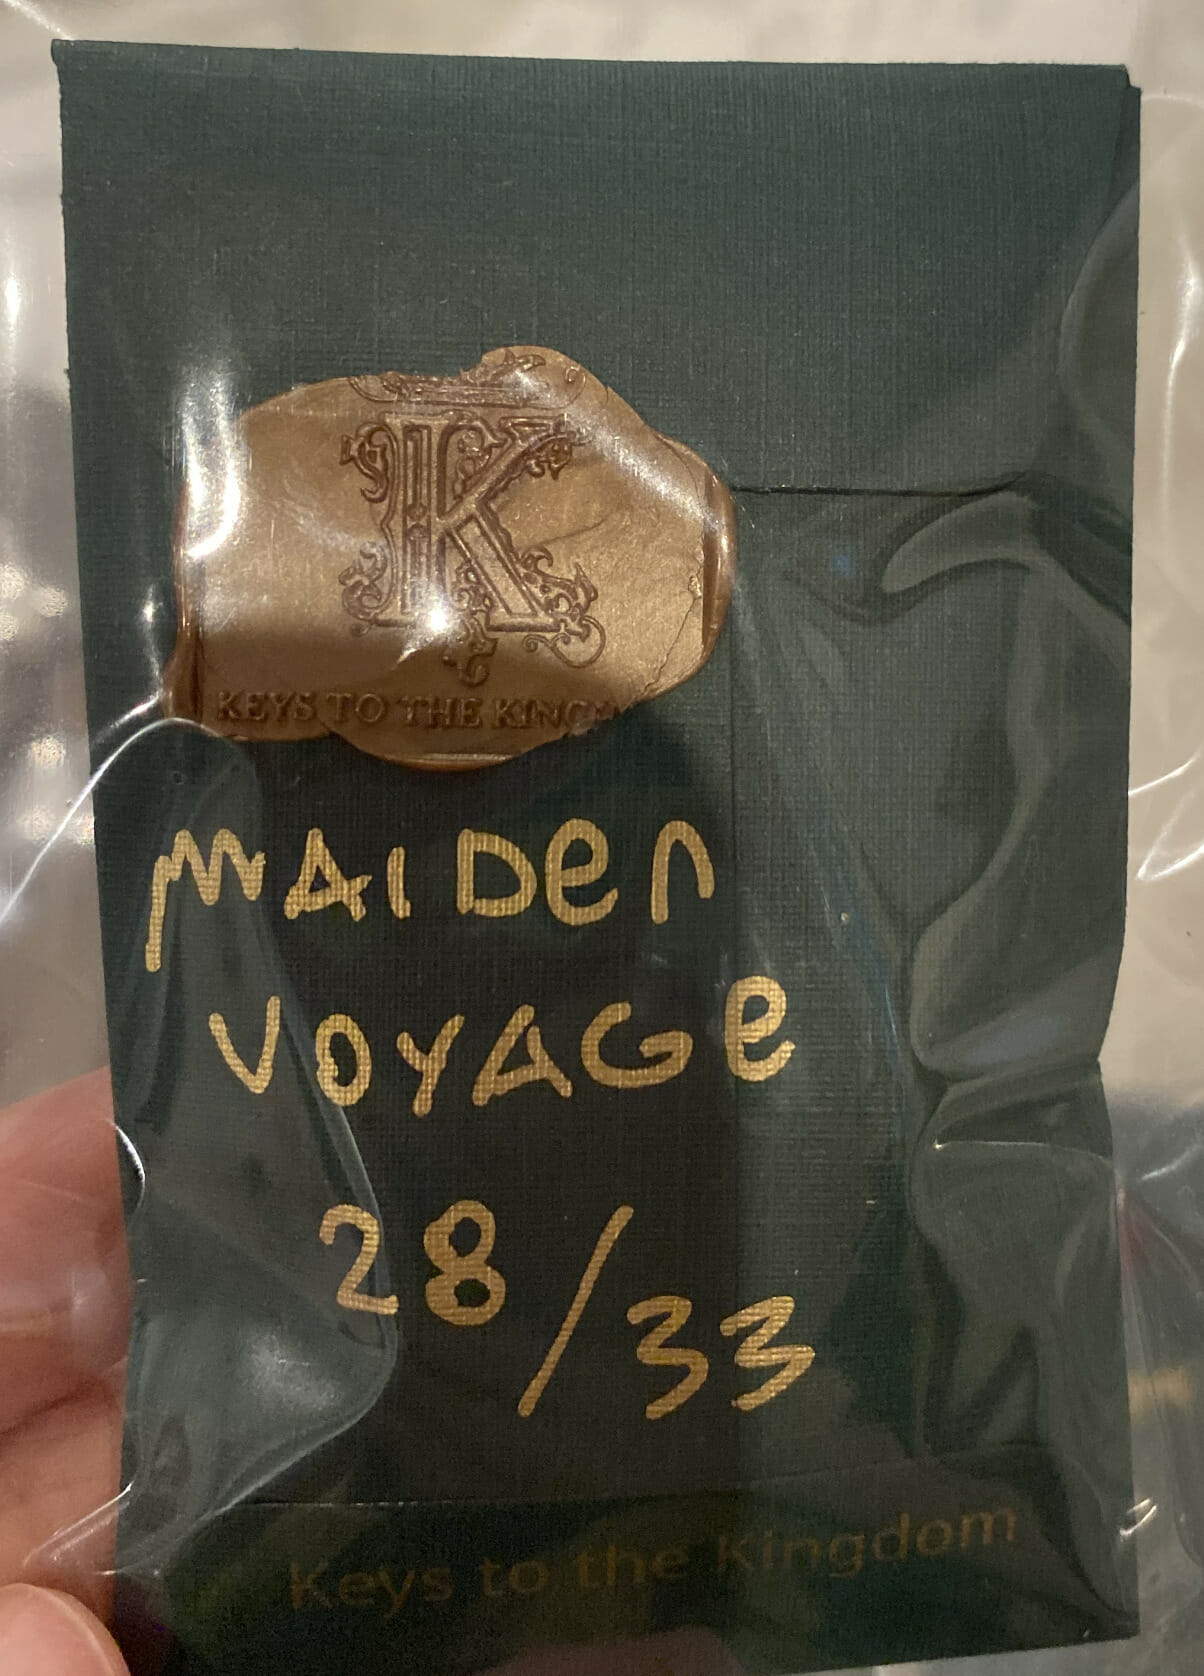 K
KEYS TO THE KING
MAIDen
VOYAGe
28/33
Keys to the Kingdom